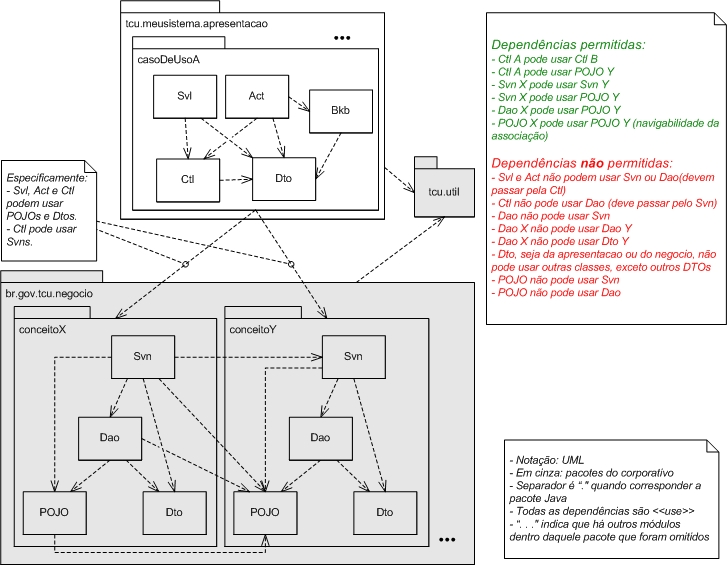 tcu.meusistema.apresentacao
...
casoDeUsoA
Svl
Act
Bkb
Ctl
Dto
Especificamente:
- Svl, Act e Ctl
podem usar
POJOs e Dtos.
- Ctl pode usar
Svns.
tcu.util
br.gov.tcu.negocio
conceitoX
Svn
Dao
POJO
Dto
conceitoY
Svn
Dao
POJO
Dto
...
Dependências permitidas:
- Ctl A pode usar Ctl B
- Ctl A pode usar POJO Y
- Svn X pode usar Svn Y
- Svn X pode usar POJO Y
- Dao X pode usar POJO Y
- POJO X pode usar POJO Y (navigabilidade da
associação)
Dependências não permitidas:
- Svl e Act não podem usar Svn ou Dao(devem
passar pela Ctl)
- Ctl não pode usar Dao (deve passar pelo Svn)
- Dao não pode usar Svn
- Dao X não pode usar Dao Y
- Dao X não pode usar Dto Y
- Dto, seja da apresentacao ou do negocio, não
pode usar outras classes, exceto outros DTOs
- POJO não pode usar Svn
- POJO não pode usar Dao
- Notação: UML
- Em cinza: pacotes do corporativo
- Separador é "." quando corresponder a
pacote Java
- Todas as dependências são <<use>>
- ". . ." indica que há outros módulos
dentro daquele pacote que foram omitidos